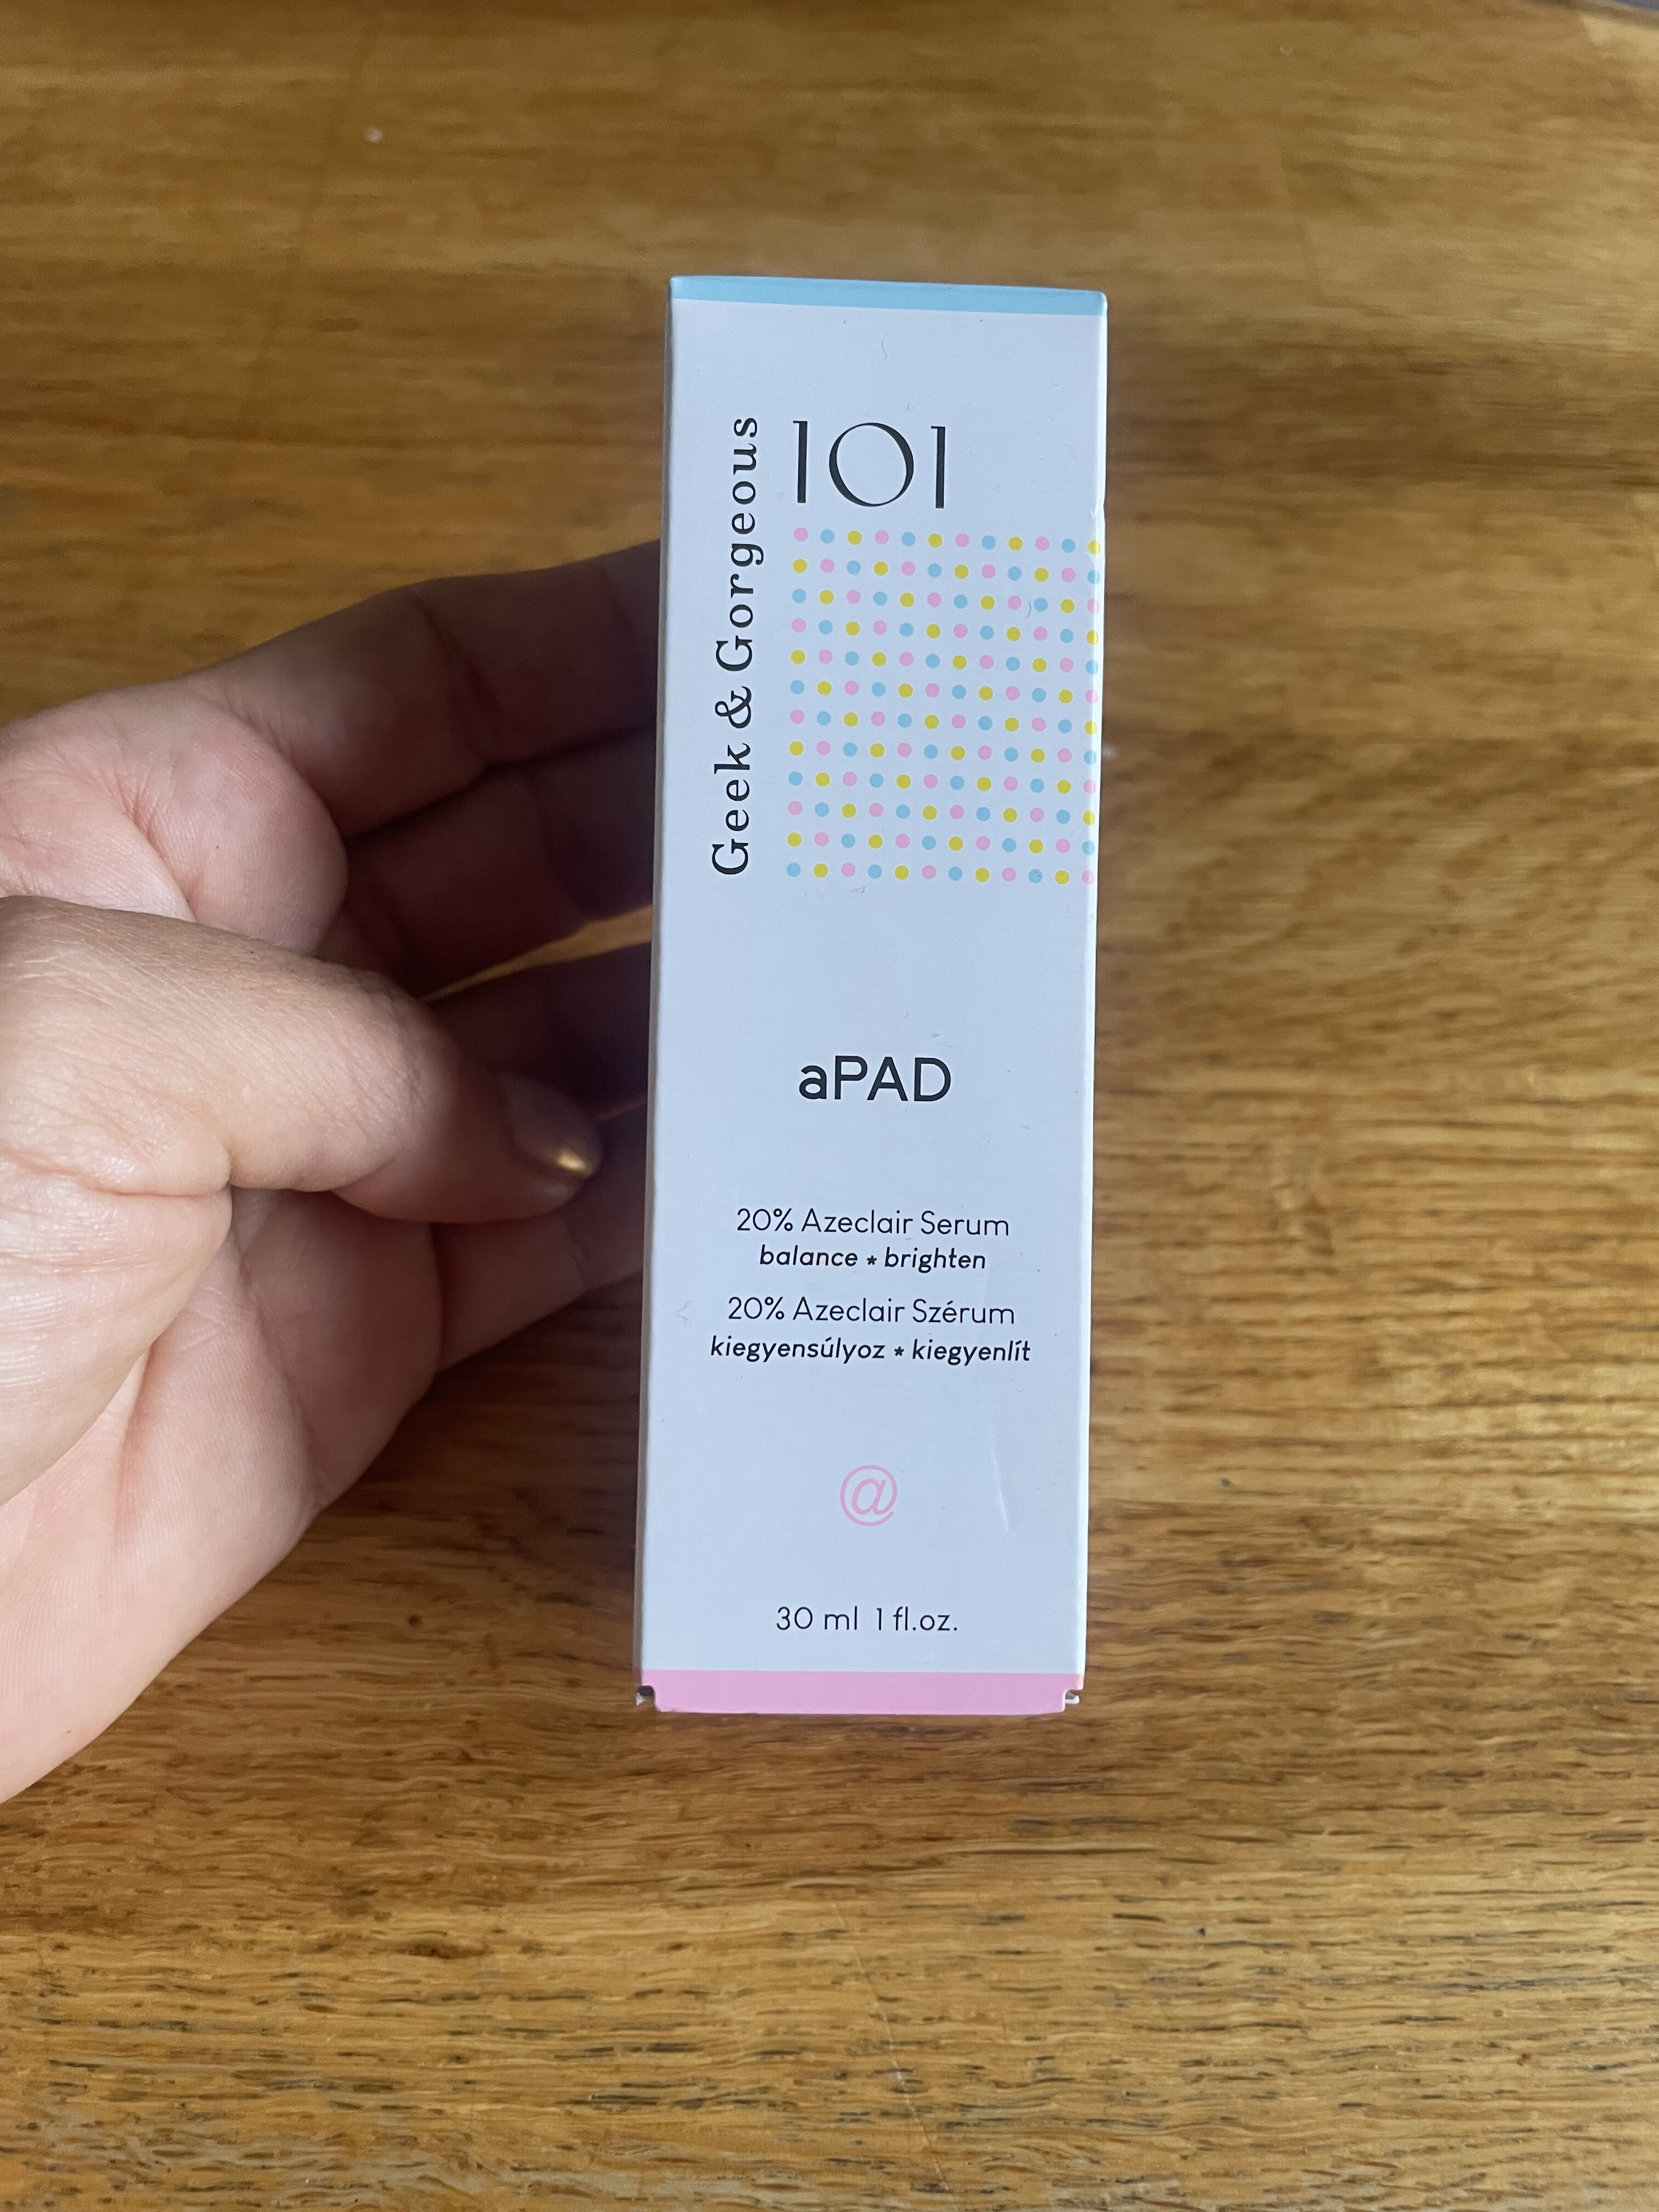 Geek & Gorgeous
101
aPAD
20% Azeclair Serum
balance * brighten
20% Azeclair Szérum
kiegyensúlyoz * kiegyenlít
@
30 ml 1 fl.oz.